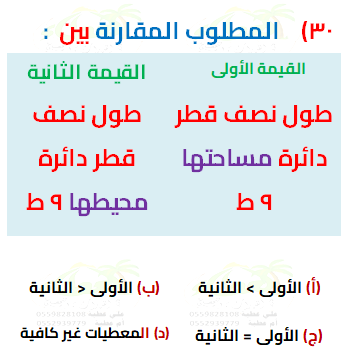 ٣٠) المطلوب المقارنة بين :
القيمة الأولى
القيمة الثانية
طول نصف قطر
دائرة مساحتها
٩ ط
طول نصف
قطر دائرة
محيطها ٩ ط
(أ) الأولى > الثانية
(ب) الأولى < الثانية
(ج) الأولى = الثانية
(د) المعطيات غير كافية